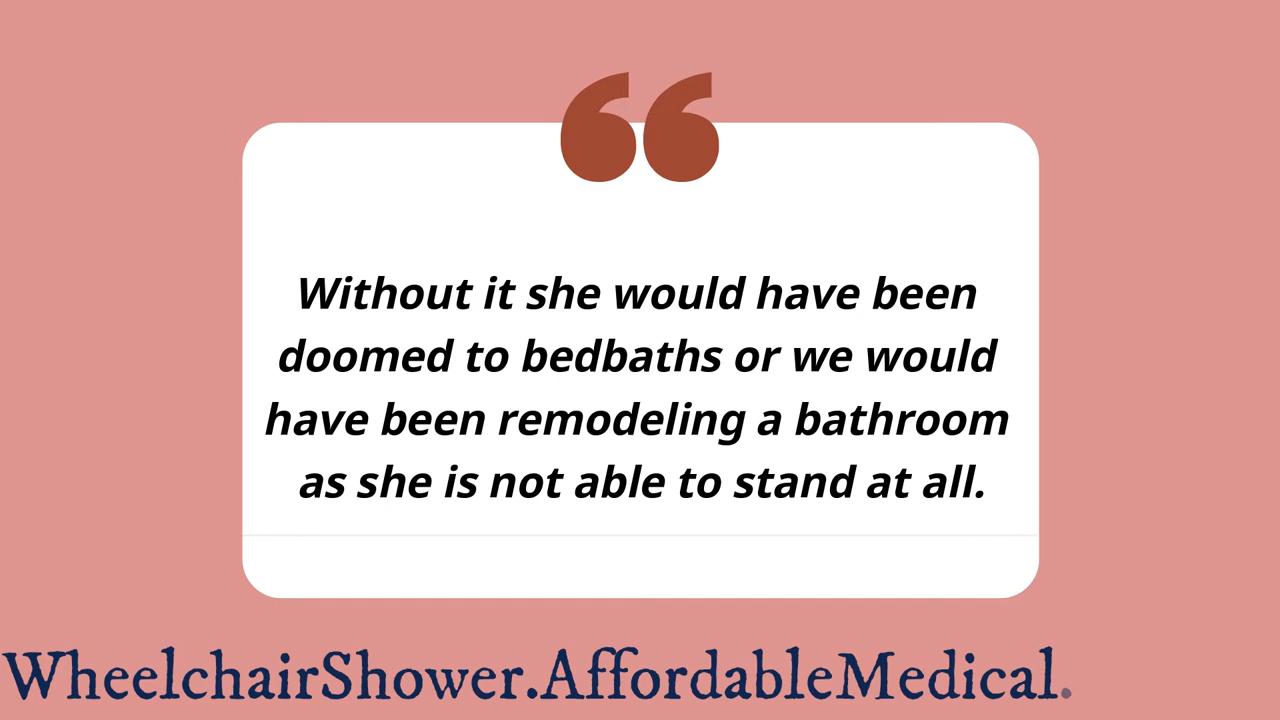 Without it she would have been
doomed to bedbaths or we would
have been remodeling a bathroom
as she is not able to stand at all.
WheelchairShower.AffordableMedical.